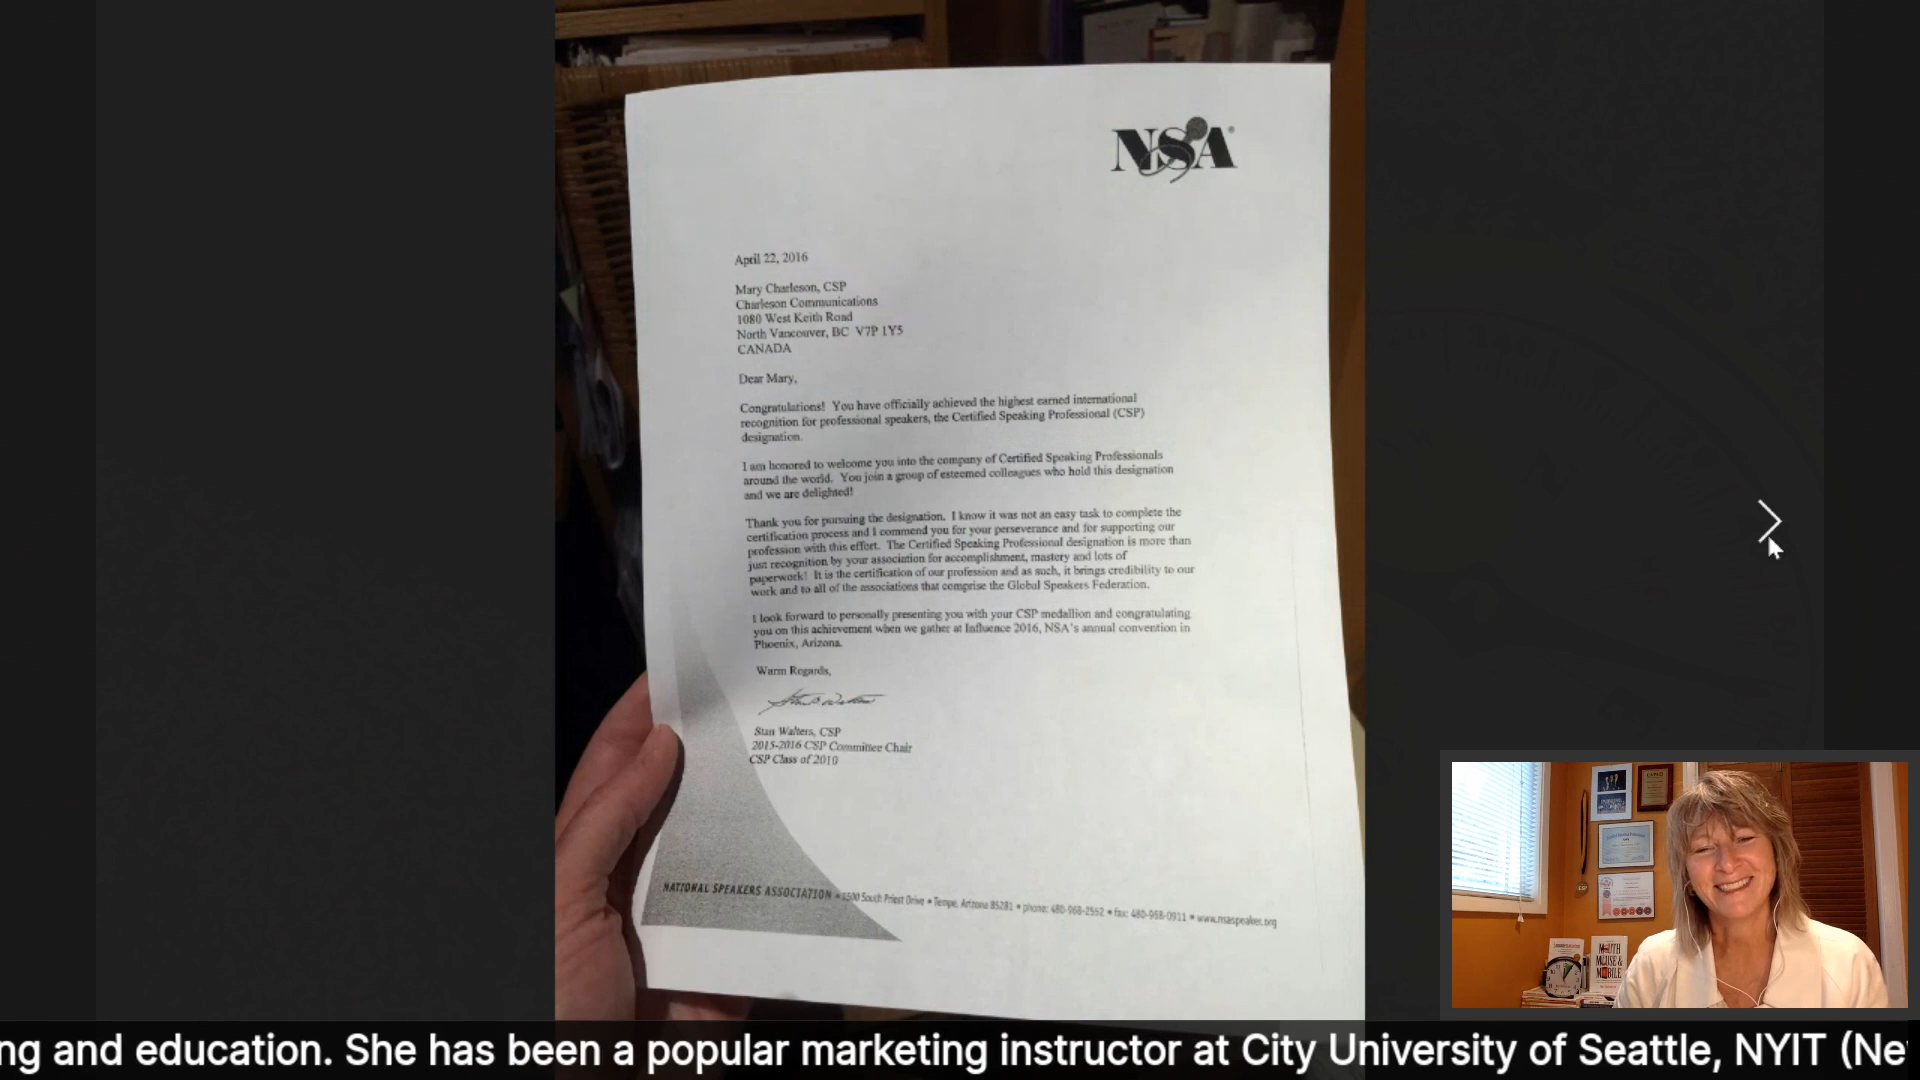 NSA
April 22, 2016
Mary Charleson, CSP
Charleson Communications
1080 West Keith Road
North Vancouver, BC V7P 1Y5
CANADA
Dear Mary,
Congratulations! You have officially achieved the highest earned international
recognition for professional speakers, the Certified Speaking Professional (CSP)
designation.
I am honored to welcome you into the company of Certified Speaking Professionals
around the world. You join a group of esteemed colleagues who hold this designation
and we are delighted!
Thank you for pursuing the designation. I know it was not an easy task to complete the
certification process and I commend you for your perseverance and for supporting our
profession with this effort. The Certified Speaking Professional designation is more than
just recognition by your association for accomplishment, mastery and lots of
paperwork! It is the certification of our profession and as such, it brings credibility to our
work and to all of the associations that comprise the Global Speakers Federation.
I look forward to personally presenting you with your CSP medallion and congratulating
you on this achievement when we gather at Influence 2016, NSA's annual convention in
Phoenix, Arizona.
Warm Regards,
Stan Walters, CSP
2015-2016 CSP Committee Chair
CSP Class of 2010
NATIONAL SPEAKERS ASSOCIATION • 1500 South Priest Drive • Tempe, Arizona 85281 • phone: 480-968-2552 • fax: 480-968-0911 • www.nsaspeaker.org
MOUTH
MOUSE &
MOBILE
ng and education. She has been a popular marketing instructor at City University of Seattle, NYIT (Ne